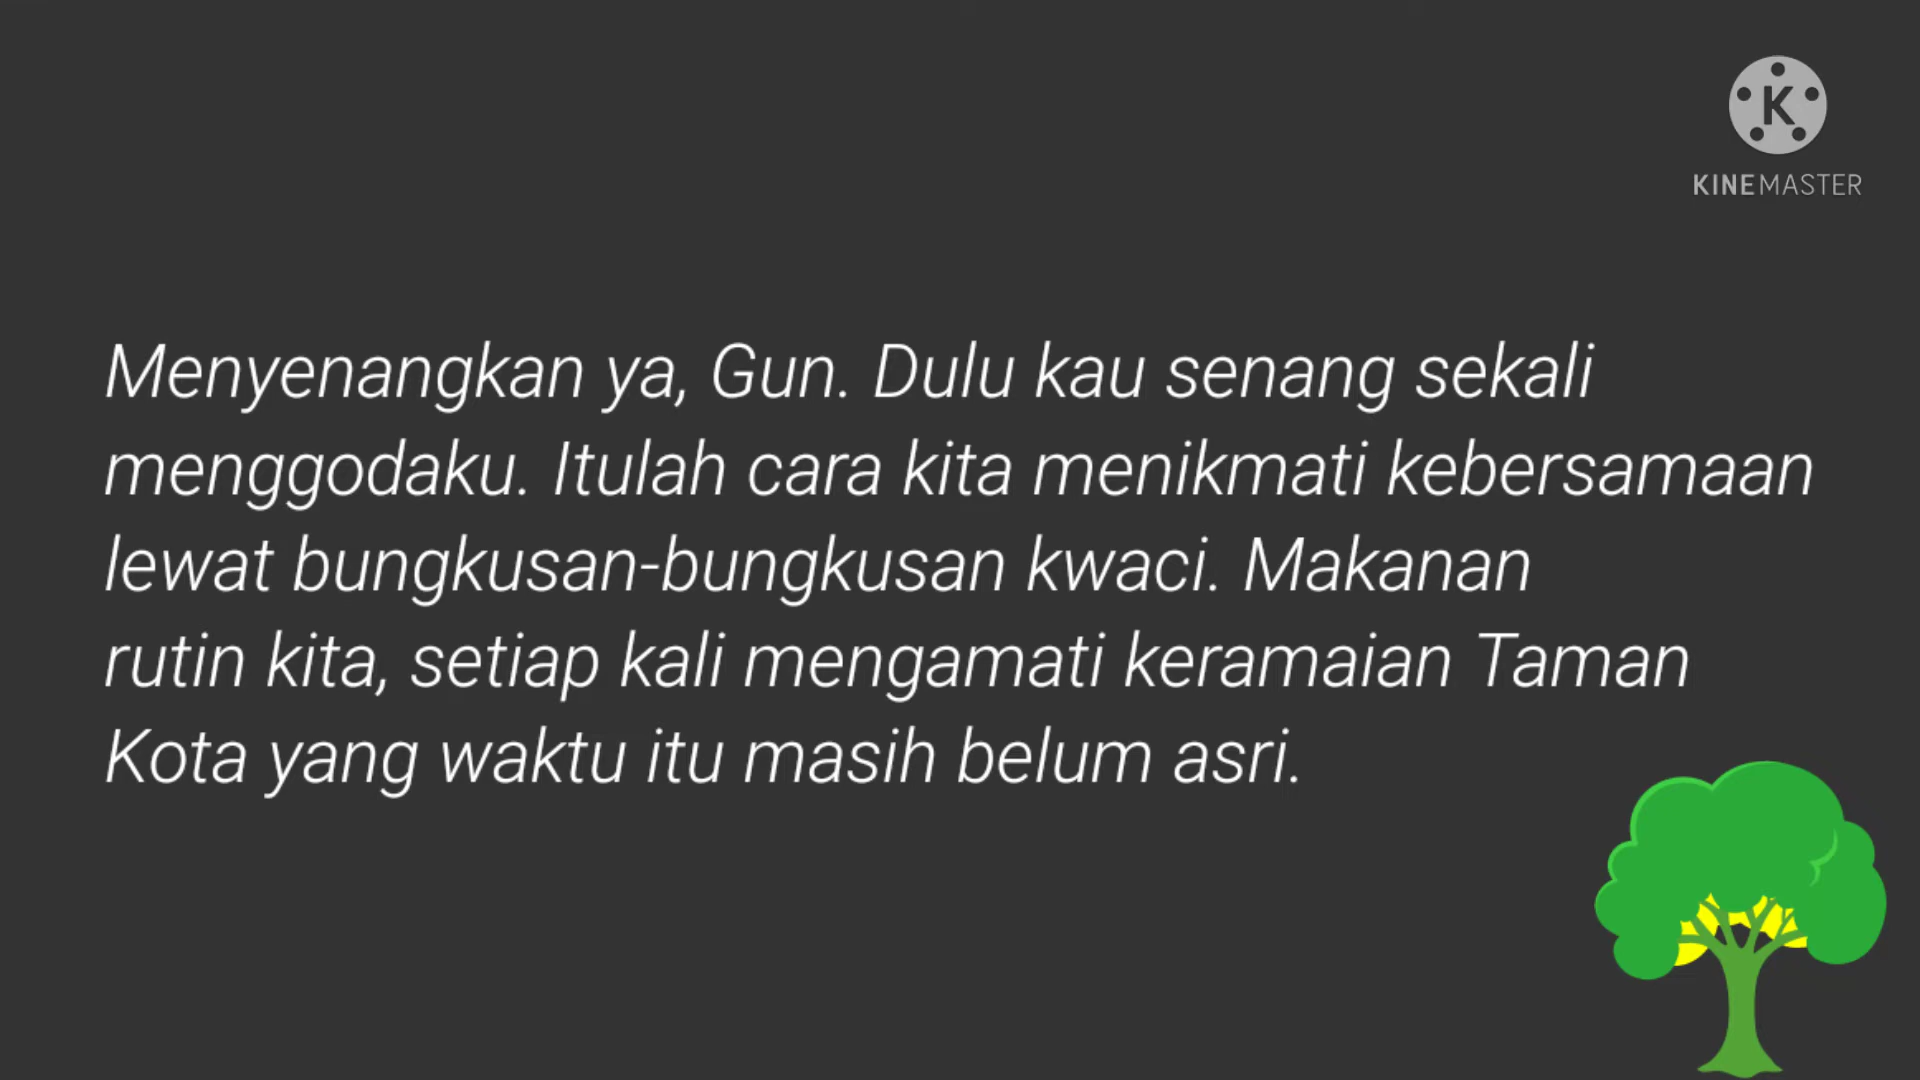 K
KINEMASTER
Menyenangkan ya, Gun. Dulu kau senang sekali
menggodaku. Itulah cara kita menikmati kebersamaan
lewat bungkusan-bungkusan kwaci. Makanan
rutin kita, setiap kali mengamati keramaian Taman
Kota yang waktu itu masih belum asri.